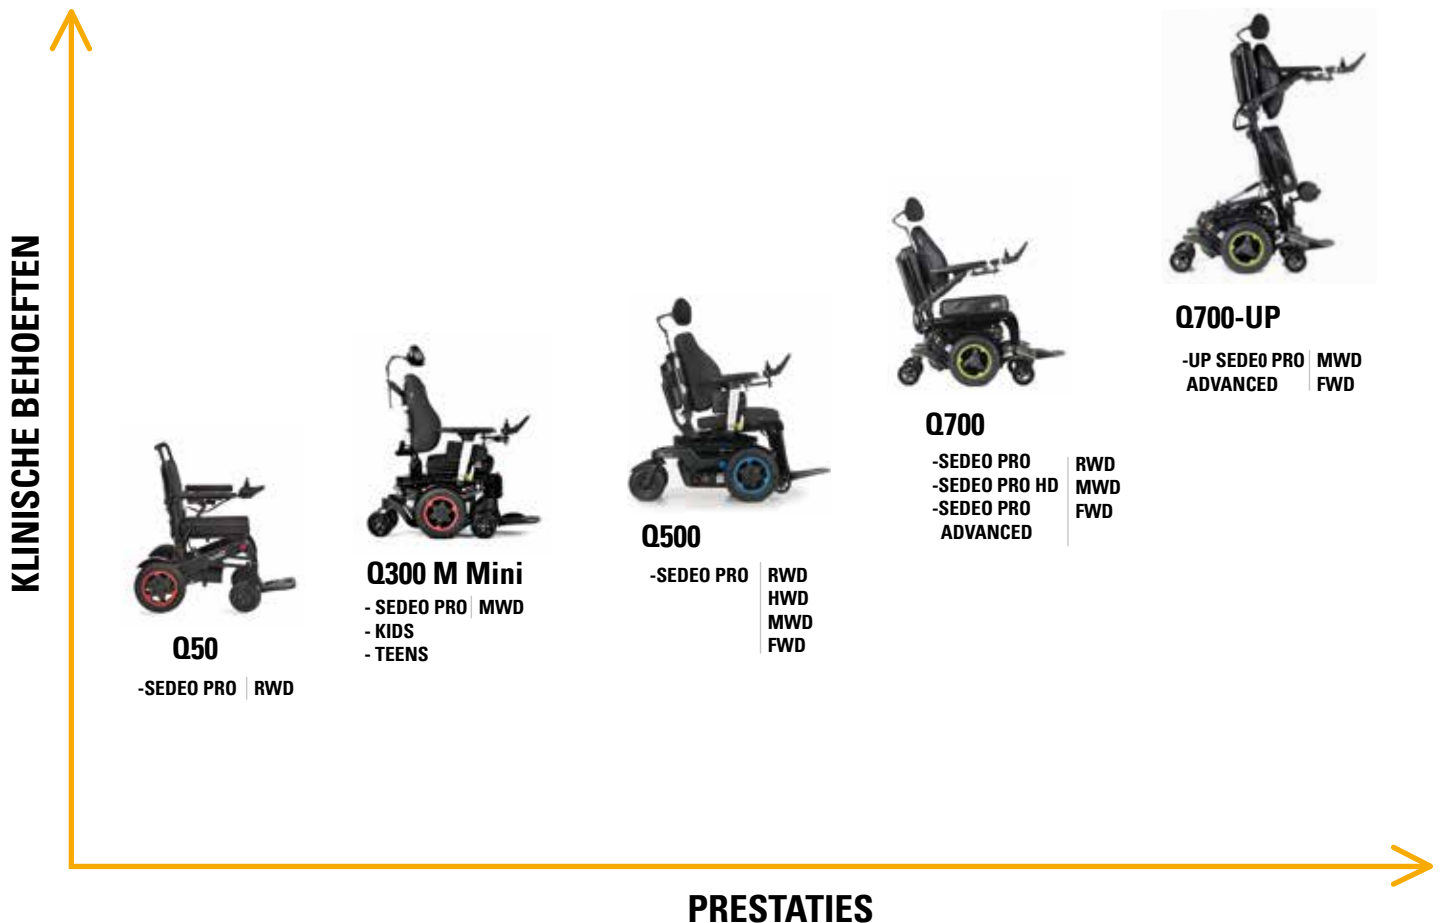 KLINISCHE BEHOEFTEN
Q50
-SEDEO PRO RWD
Q300 M Mini
- SEDEO PRO MWD
- KIDS
- TEENS
Q500
-SEDEO PRO RWD
HWD
MWD
FWD
Q700
-SEDEO PRO RWD
-SEDEO PRO HD MWD
-SEDEO PRO FWD
ADVANCED
Q700-UP
-UP SEDEO PRO MWD
ADVANCED FWD
PRESTATIES